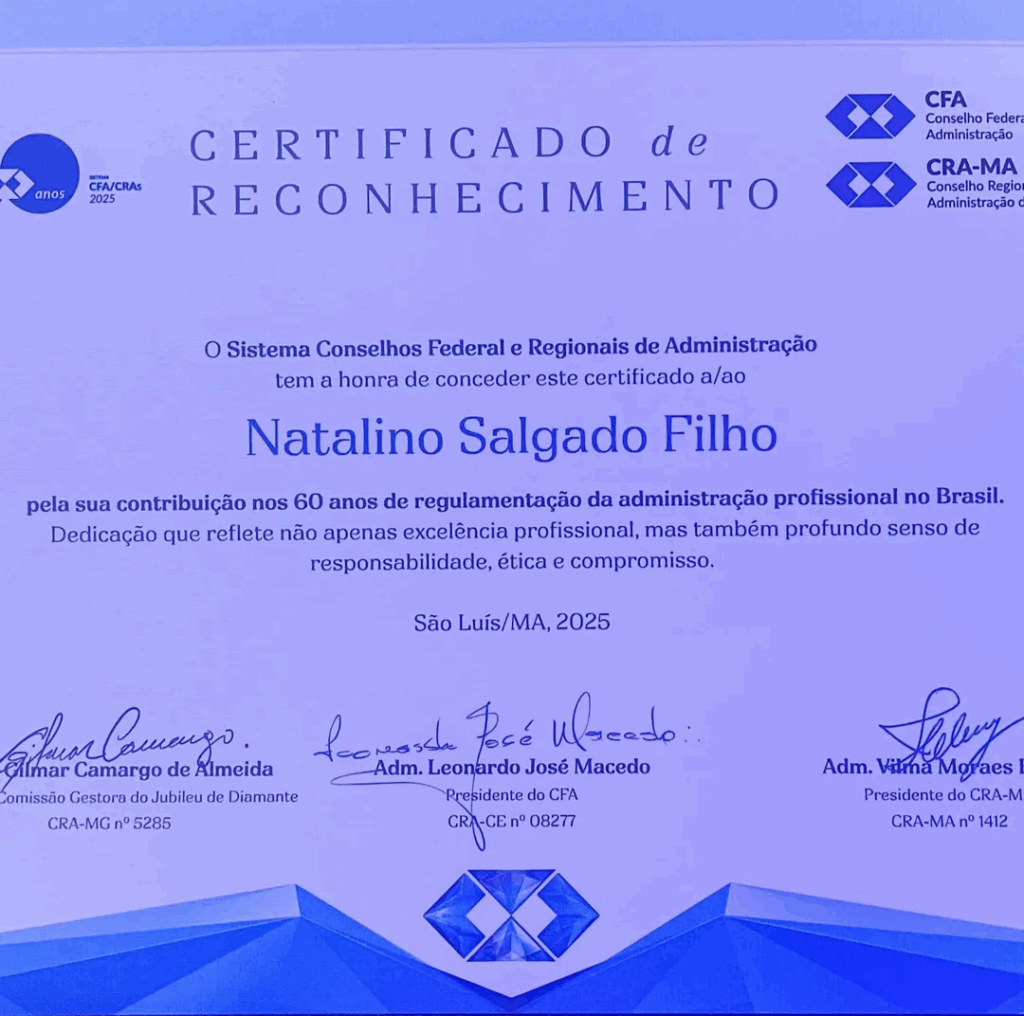 CERTIFICADO de
RECONHECIMENTO
anos
SISTEMA
CFA/CRAs
2025
CFA
Conselho Federa
Administração
CRA-MA
Conselho Regio
Administração d
O Sistema Conselhos Federal e Regionais de Administração
tem a honra de conceder este certificado a/ao
Natalino Salgado Filho
pela sua contribuição nos 60 anos de regulamentação da administração profissional no Brasil.
Dedicação que reflete não apenas excelência profissional, mas também profundo senso de
responsabilidade, ética e compromisso.
São Luís/MA, 2025
Gilmar Camargo.
Gilmar Camargo de Almeida
Comissão Gestora do Jubileu de Diamante
CRA-MG nº 5285
José Macedo
Adm. Leonardo José Macedo
Presidente do CFA
CRA-CE nº 08277
Adm. Vilma Moraes
Presidente do CRA-M
CRA-MA nº 1412